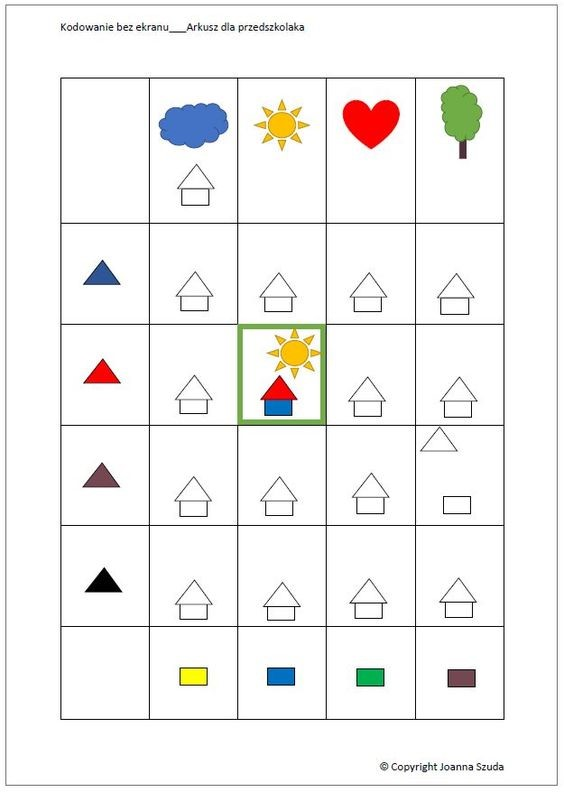 Kodowanie bez ekranu___Arkusz dla przedszkolaka
© Copyright Joanna Szuda